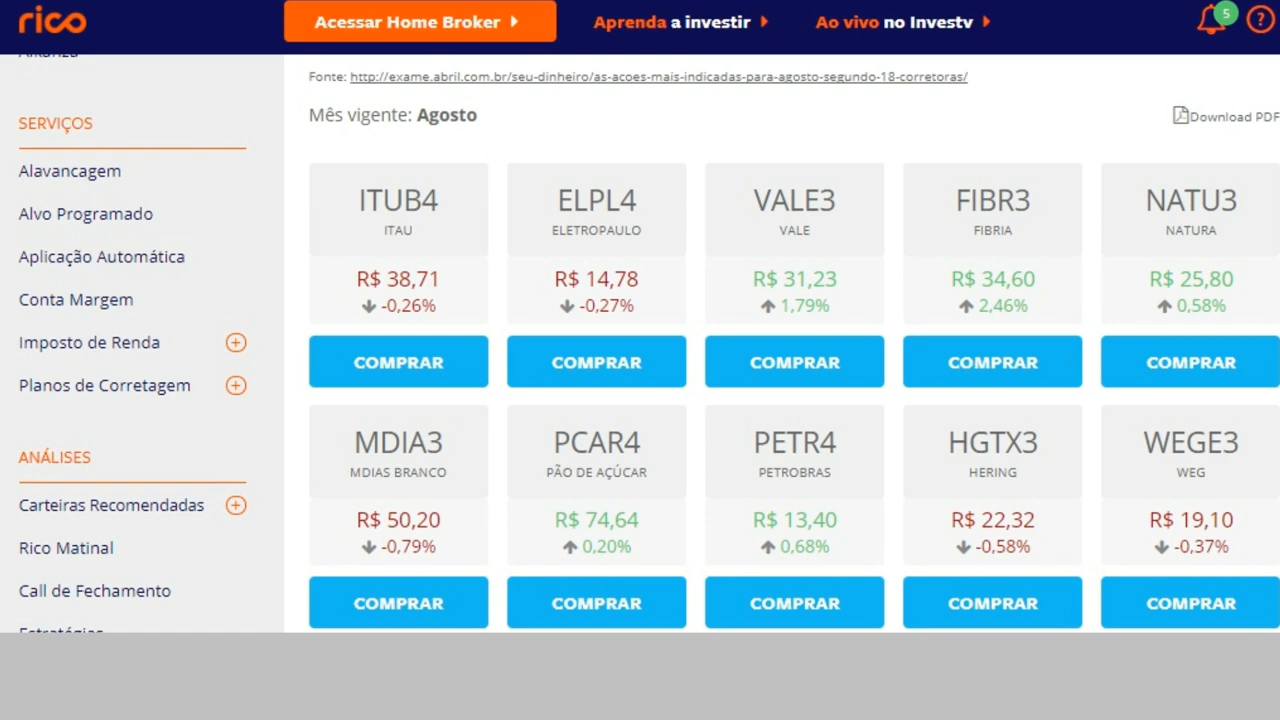 rico
Acessar Home Broker
Aprenda a investir
Ao vivo no Investv
5
?
SERVIÇOS
Alavancagem
Alvo Programado
Aplicação Automática
Conta Margem
Imposto de Renda
Planos de Corretagem
ANÁLISES
Carteiras Recomendadas
Rico Matinal
Call de Fechamento
Fonte: http://exame.abril.com.br/seu-dinheiro/as-acoes-mais-indicadas-para-agosto-segundo-18-corretoras/
Mês vigente: Agosto
Download PDF
ITUB4
ITAU
R$ 38,71
-0,26%
COMPRAR
ELPL4
ELETROPAULO
R$ 14,78
-0,27%
COMPRAR
VALE3
VALE
R$ 31,23
1,79%
COMPRAR
FIBR3
FIBRIA
R$ 34,60
2,46%
COMPRAR
NATU3
NATURA
R$ 25,80
0,58%
COMPRAR
MDIA3
MDIAS BRANCO
R$ 50,20
-0,79%
COMPRAR
PCAR4
PÃO DE AÇÚCAR
R$ 74,64
0,20%
COMPRAR
PETR4
PETROBRAS
R$ 13,40
0,68%
COMPRAR
HGTX3
HERING
R$ 22,32
-0,58%
COMPRAR
WEGE3
WEG
R$ 19,10
-0,37%
COMPRAR